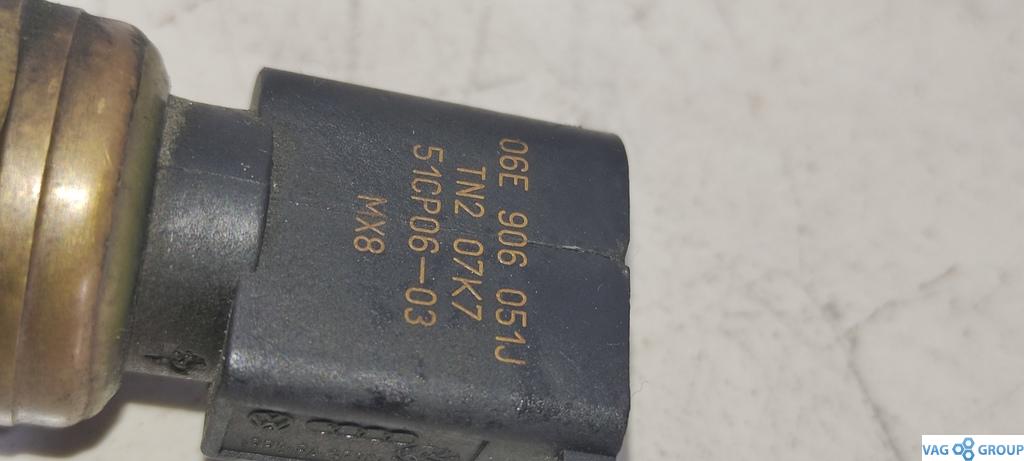 06E 906 051J
TN2 07K7
51CP06-03
MX8
VAG GROUP